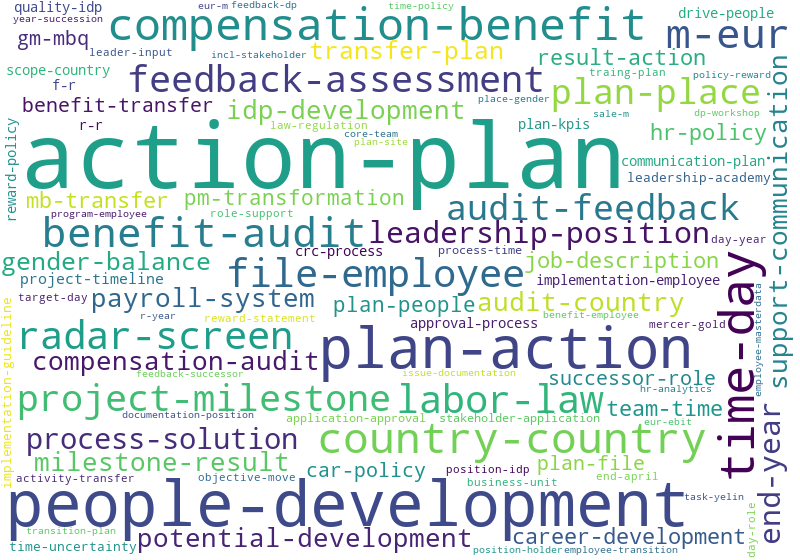 quality-idp
eur-m
feedback-dp
time-policy
drive-people
year-succession
compensation-benefit
m-eur
gm-mbq
leader-input
incl-stakeholder
transfer-plan
result-action
scope-country
f-r
feedback-assessment
traing-plan
policy-reward
plan-place
benefit-transfer
idp-development
place-gender
sale-m
dp-workshop
r-r
law-regulation
core-team
plan-kpis
hr-policy
reward-policy
action-plan
plan-site
communication-plan
leadership-academy
support-communication
mb-transfer
pm-transformation
audit-feedback
program-employee
role-support
benefit-audit
leadership-position
day-year
crc-process
process-time
gender-balance
file-employee
job-description
project-timeline
implementation-employee
time-day
target-day
payroll-system
plan-people
audit-country
employee-masterdata
r-year
reward-statement
benefit-employee
implementation-guideline
radar-screen
approval-process
mercer-gold
plan-action
compensation-audit
feedback-successor
issue-documentation
successor-role
hr-analytics
project-milestone
labor-law
team-time
end-year
documentation-position
application-approval
stakeholder-application
eur-ebit
process-solution
country-country
milestone-result
car-policy
position-idp
plan-file
activity-transfer
objective-move
business-unit
end-april
people-development
task-yelin
day-role
transition-plan
potential-development
career-development
time-uncertainty
position-holder
employee-transition